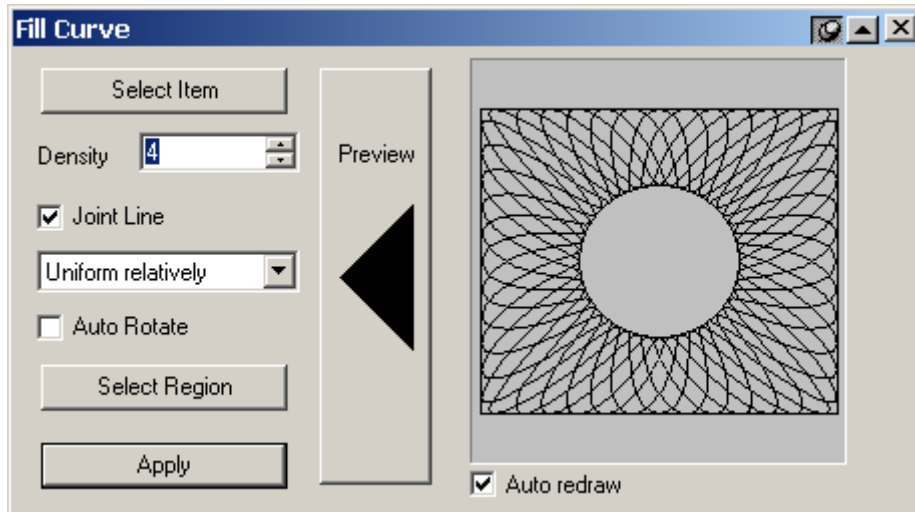 Fill Curve
Select Item
Density 4
Preview
Joint Line
Uniform relatively
Auto Rotate
Select Region
Apply
Auto redraw